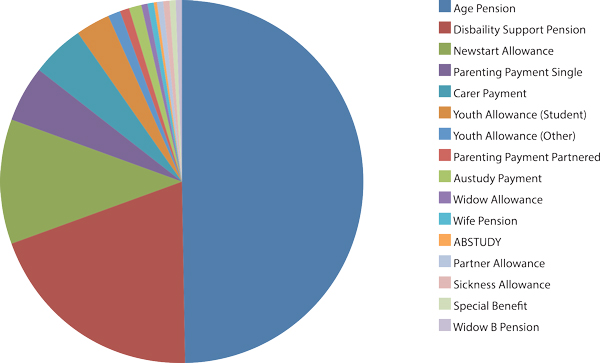 Age Pension
Disbaility Support Pension
Newstart Allowance
Parenting Payment Single
Carer Payment
Youth Allowance (Student)
Youth Allowance (Other)
Parenting Payment Partnered
Austudy Payment
Widow Allowance
Wife Pension
ABSTUDY
Partner Allowance
Sickness Allowance
Special Benefit
Widow B Pension